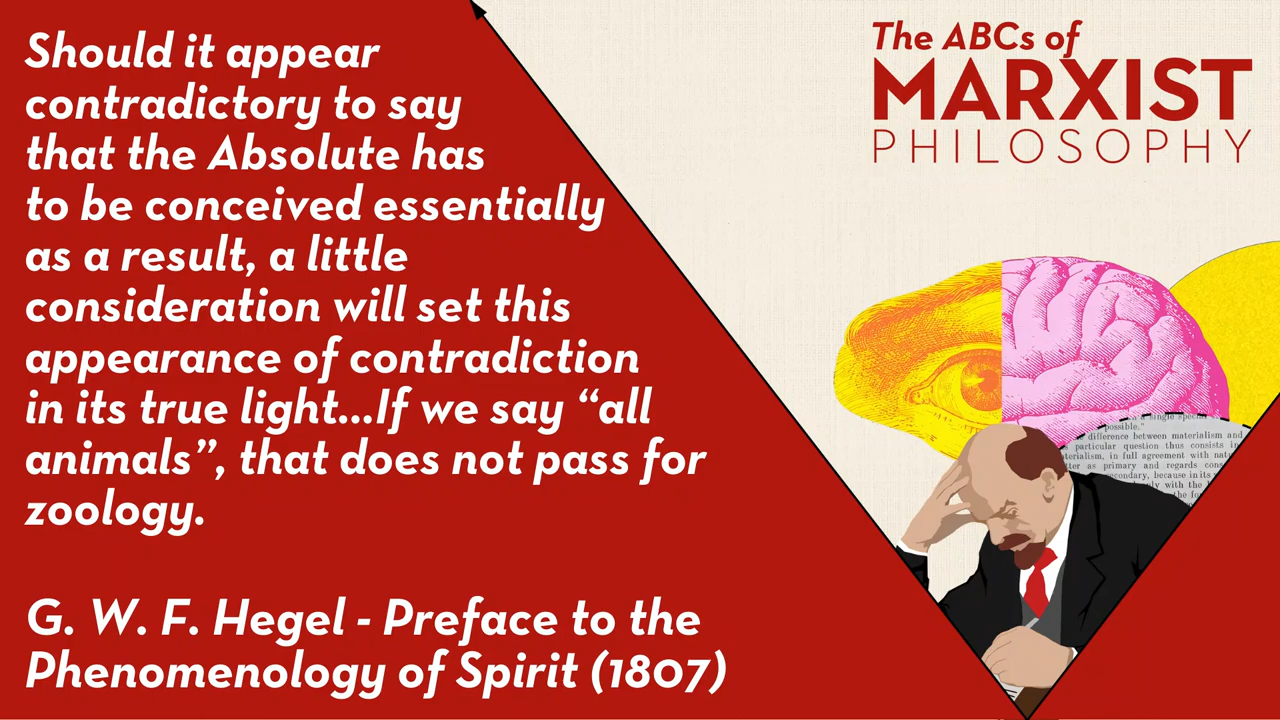 Should it appear
contradictory to say
that the Absolute has
to be conceived essentially
as a result, a little
consideration will set this
appearance of contradiction
in its true light...If we say “all
animals”, that does not pass for
zoology.
G. W. F. Hegel - Preface to the
Phenomenology of Spirit (1807)
The ABCs of
MARXIST
PHILOSOPHY
single
possible."
difference between materialism and
particular question thus consists in
terialism, in full agreement with
as primary and regards
because in its
with the
the